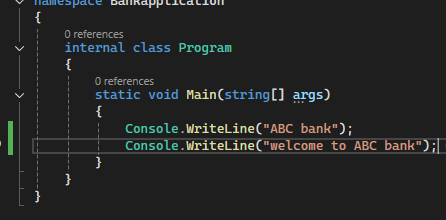 namespace BankApplication
{
0 references
internal class Program
{
0 references
static void Main(string[] args)
{
Console.WriteLine("ABC bank");
Console.WriteLine("welcome to ABC bank");
}
}
}